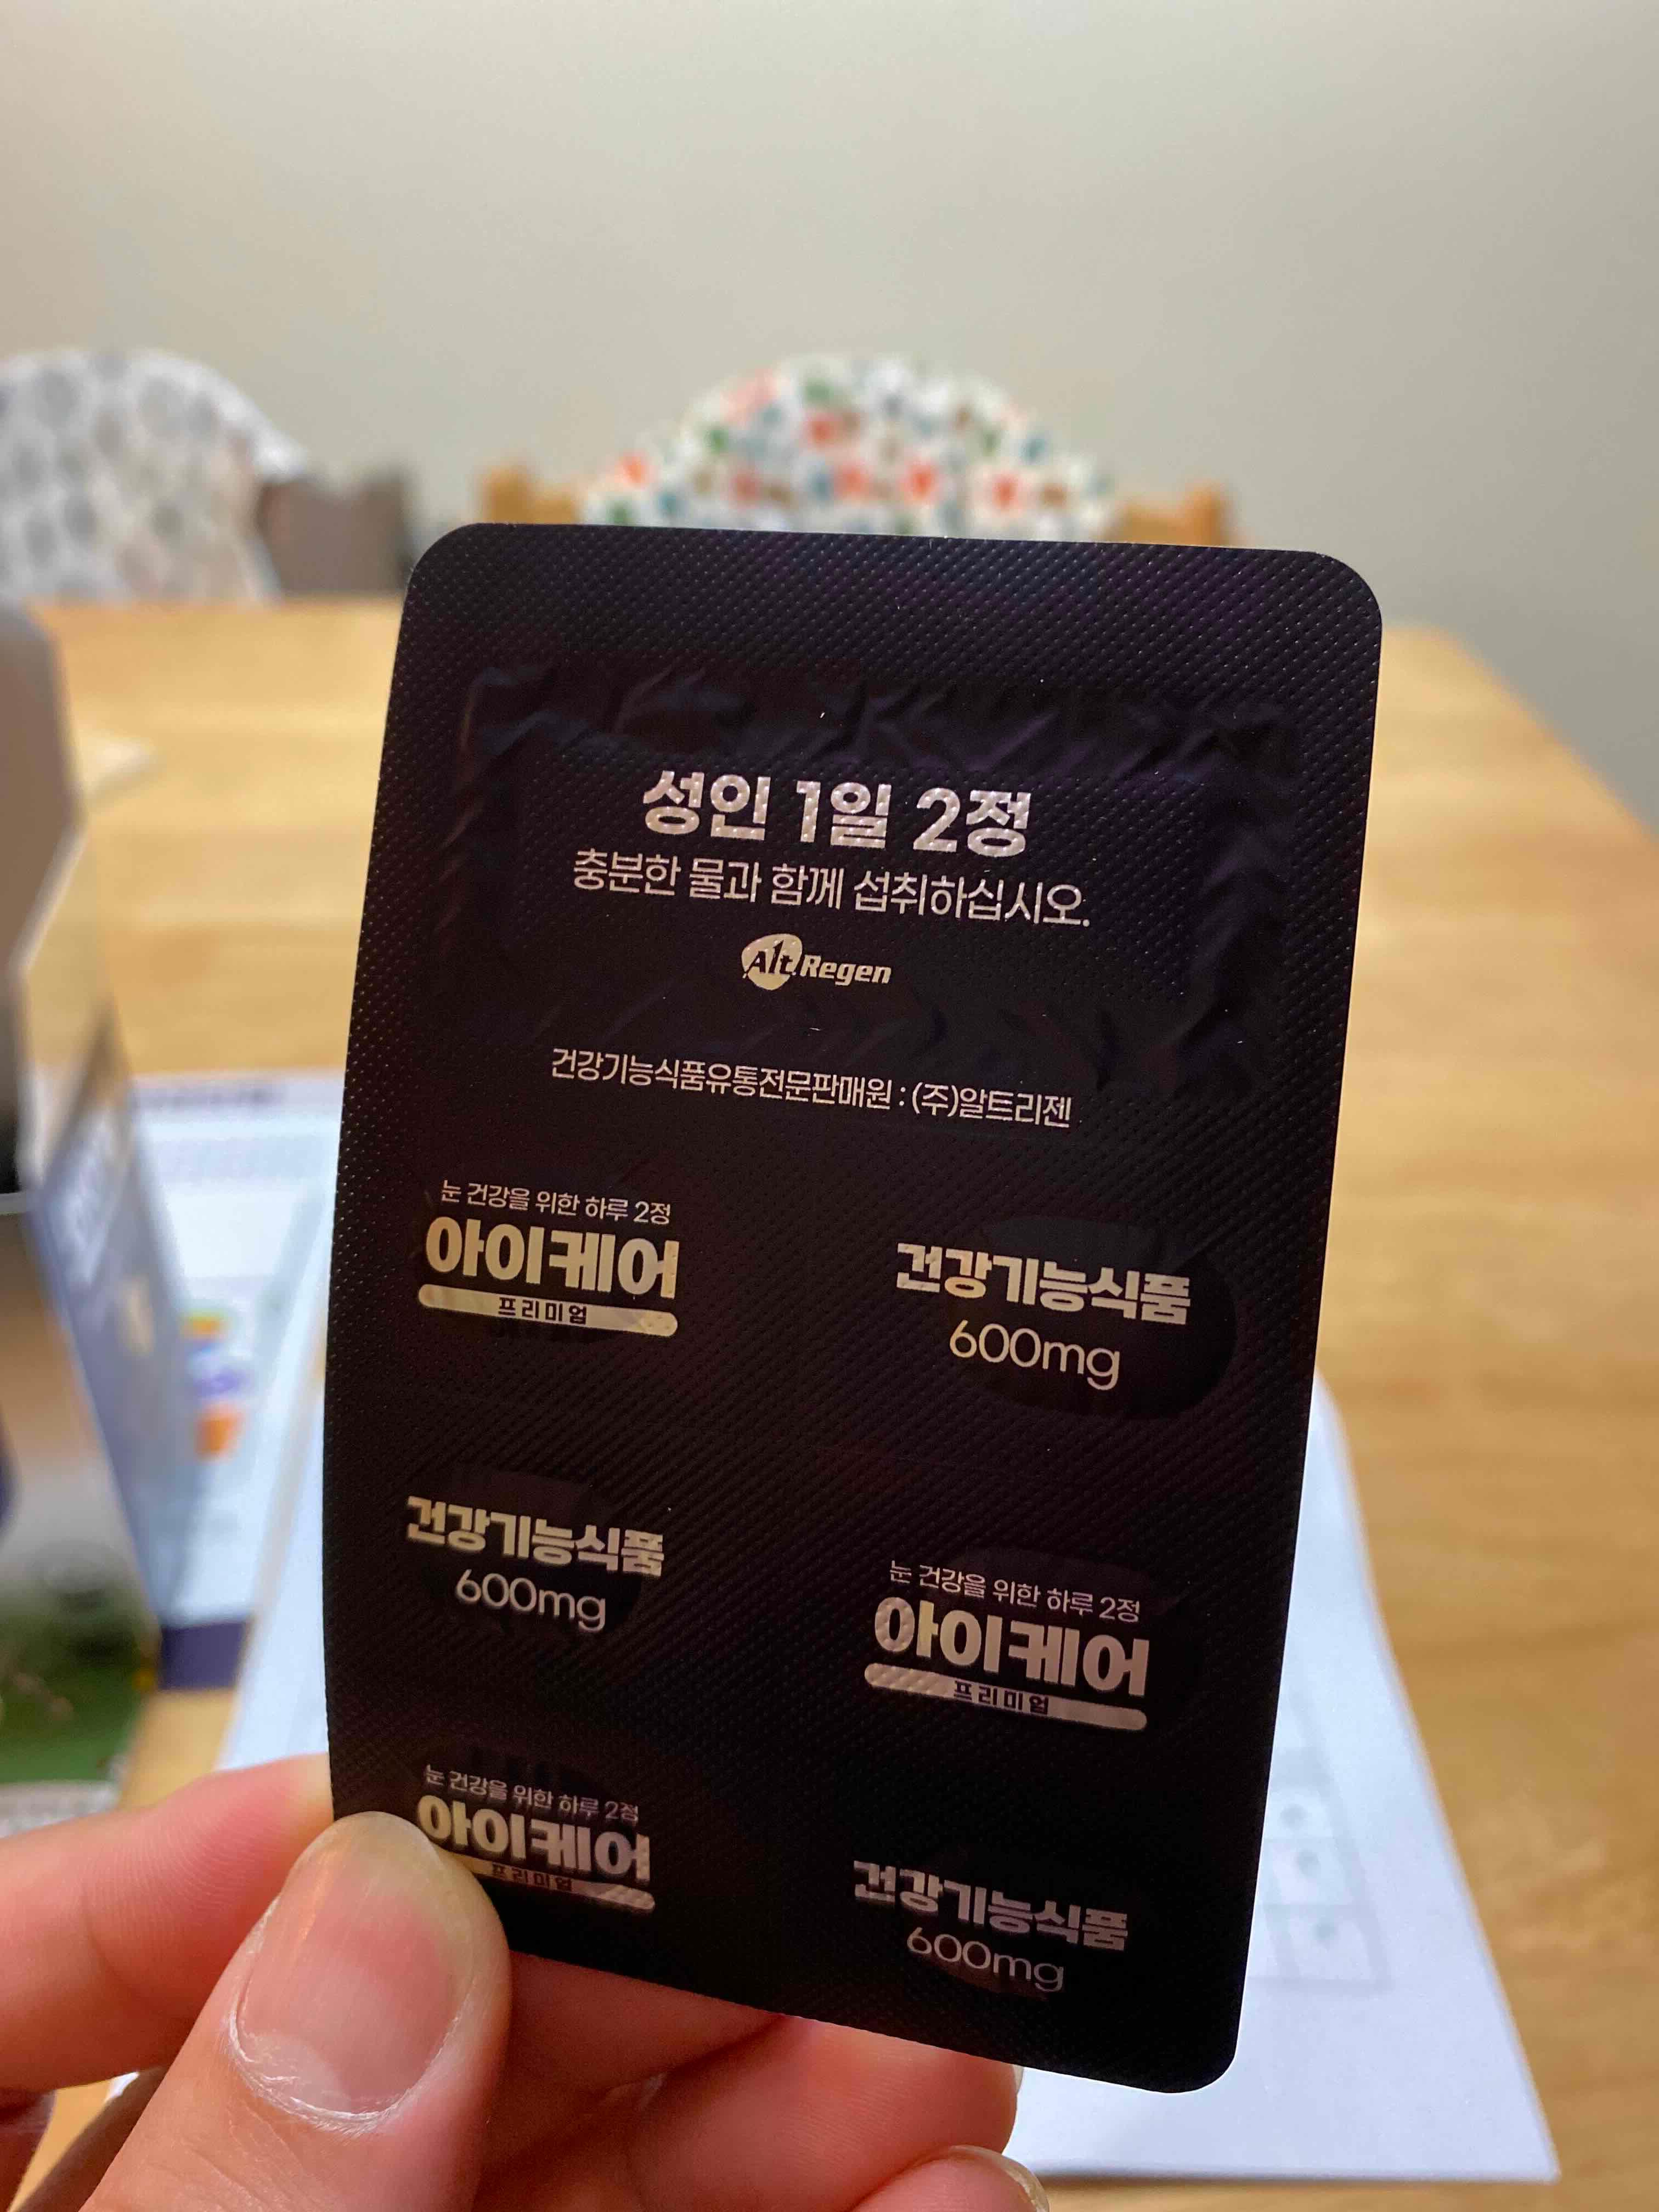 성인 1일 2정
충분한 물과 함께 섭취하십시오.
Alt Regen
건강기능식품유통전문판매원 : (주)알트리젠
눈 건강을 위한 하루 2정
아이케어
프리미엄
건강기능식품
600mg
건강기능식품
600mg
눈 건강을 위한 하루 2정
아이케어
프리미엄
눈 건강을 위한 하루 2정
아이케어
프리미엄
건강기능식품
600mg